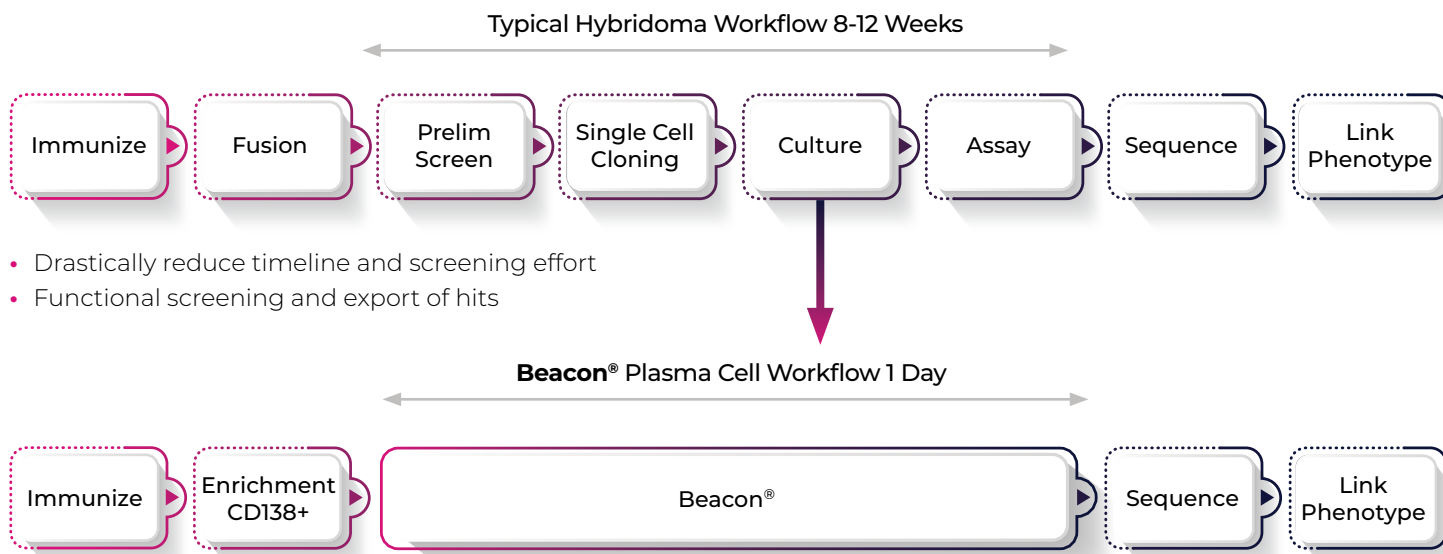 Typical Hybridoma Workflow 8-12 Weeks
Immunize
Fusion
Prelim
Screen
Single Cell
Cloning
Culture
Assay
Sequence
Link
Phenotype
• Drastically reduce timeline and screening effort
• Functional screening and export of hits
Beacon® Plasma Cell Workflow 1 Day
Immunize
Enrichment
CD138+
Beacon®
Sequence
Link
Phenotype